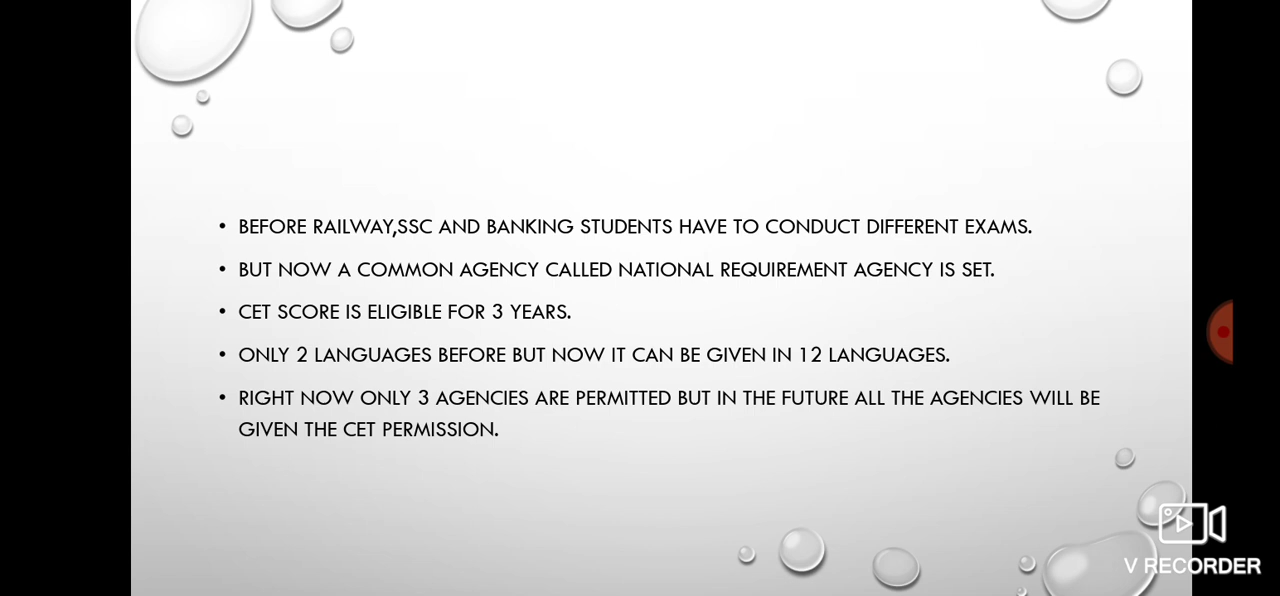 • BEFORE RAILWAY,SSC AND BANKING STUDENTS HAVE TO CONDUCT DIFFERENT EXAMS.
• BUT NOW A COMMON AGENCY CALLED NATIONAL REQUIREMENT AGENCY IS SET.
• CET SCORE IS ELIGIBLE FOR 3 YEARS.
• ONLY 2 LANGUAGES BEFORE BUT NOW IT CAN BE GIVEN IN 12 LANGUAGES.
• RIGHT NOW ONLY 3 AGENCIES ARE PERMITTED BUT IN THE FUTURE ALL THE AGENCIES WILL BE
GIVEN THE CET PERMISSION.
V RECORDER